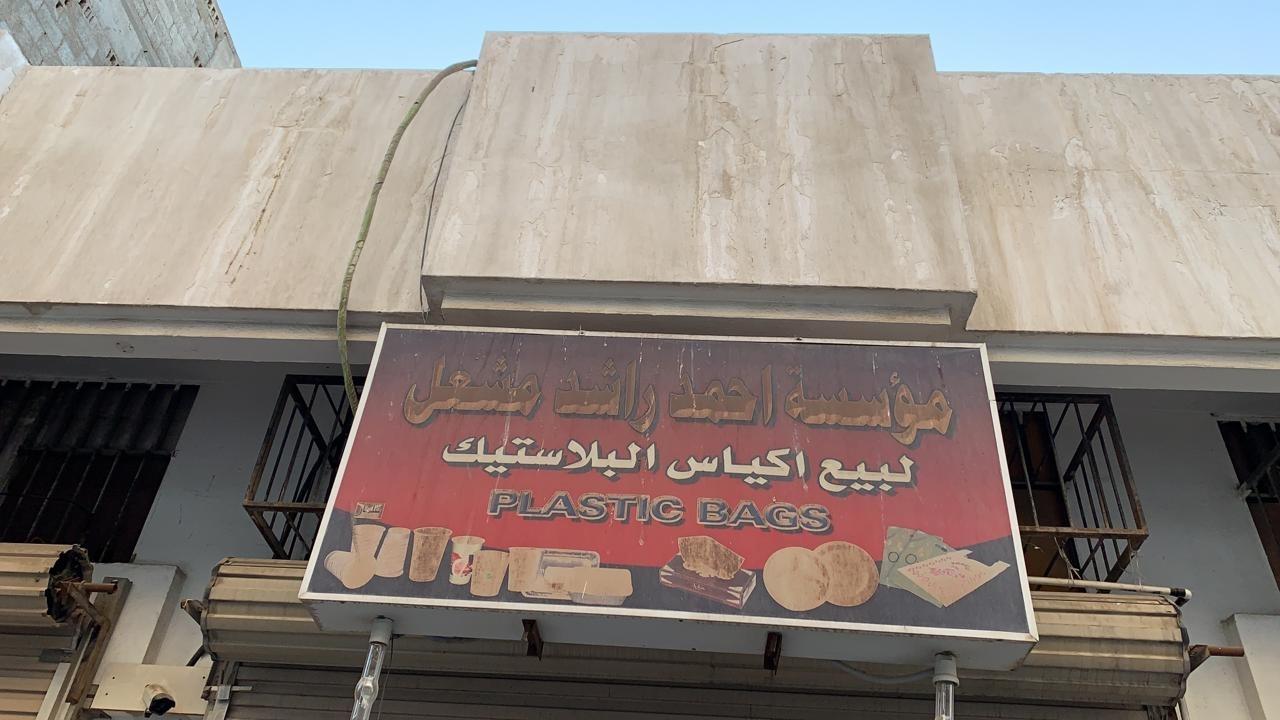 مؤسسة احمد راشد مشعل
لبيع اكياس البلاستيك
PLASTIC BAGS